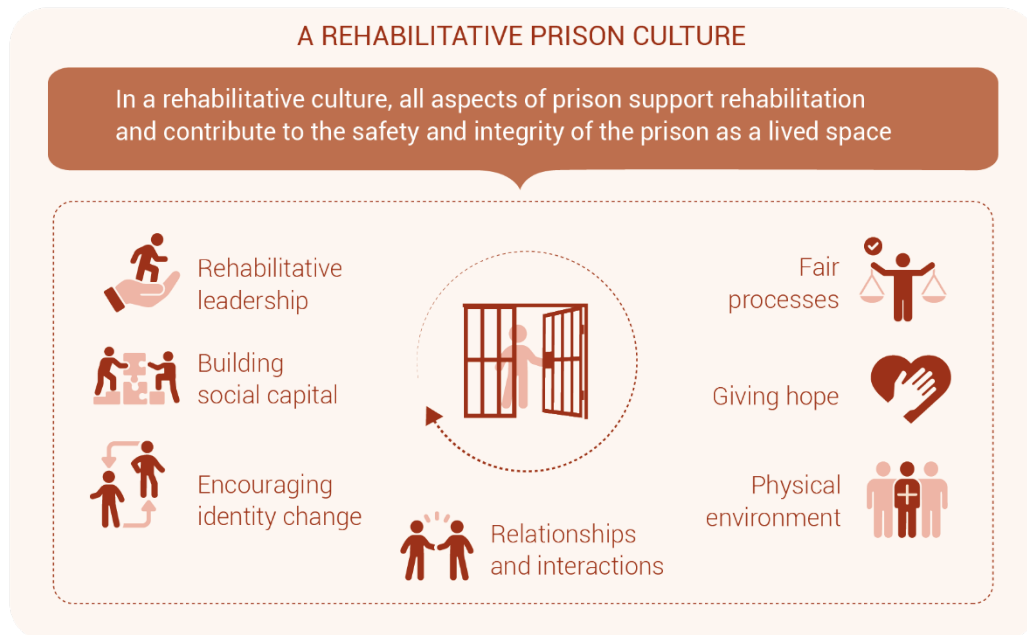 A REHABILITATIVE PRISON CULTURE
In a rehabilitative culture, all aspects of prison support rehabilitation
and contribute to the safety and integrity of the prison as a lived space
Rehabilitative
leadership
Building
social capital
Encouraging
identity change
Relationships
and interactions
Fair
processes
Giving hope
Physical
environment